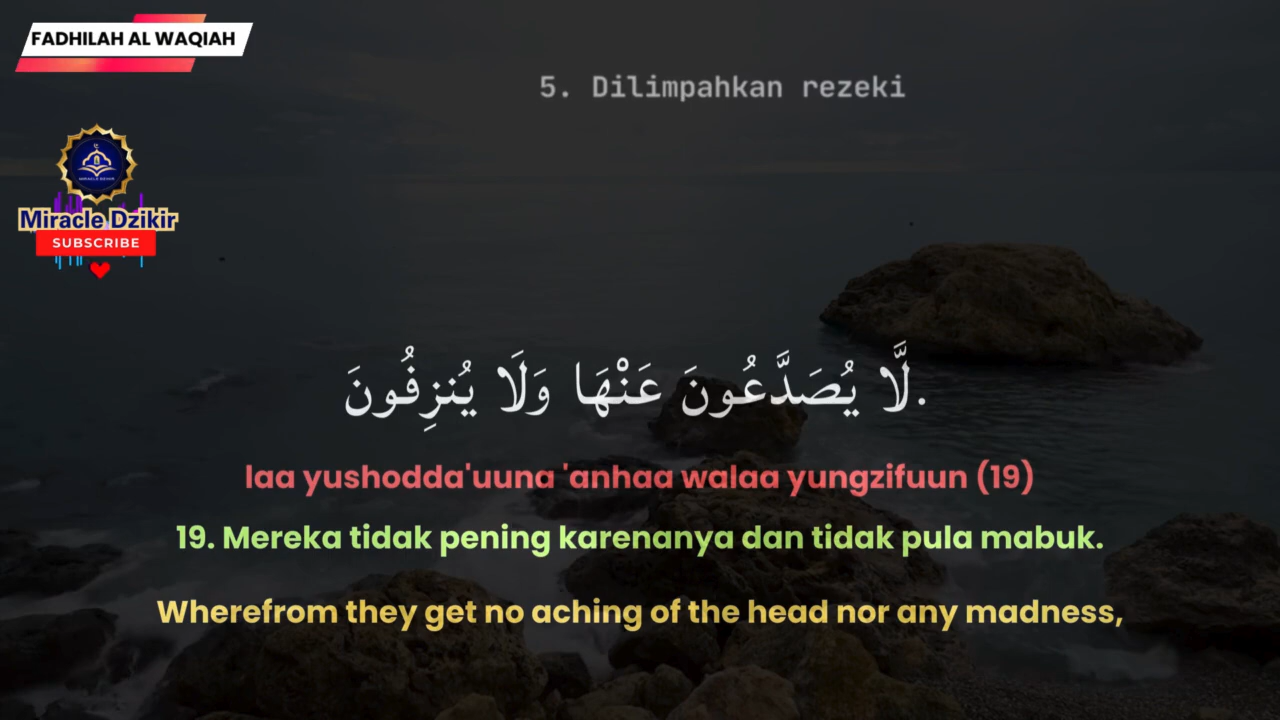 FADHILAH AL WAQIAH
5. Dilimpahkan rezeki
Miracle Dzikir
SUBSCRIBE
لَّا يُصَدَّعُونَ عَنْهَا وَلَا يُنزِفُونَ.
laa yushodda'uuna 'anhaa walaa yungzifuun (19)
19. Mereka tidak pening karenanya dan tidak pula mabuk.
Wherefrom they get no aching of the head nor any madness,